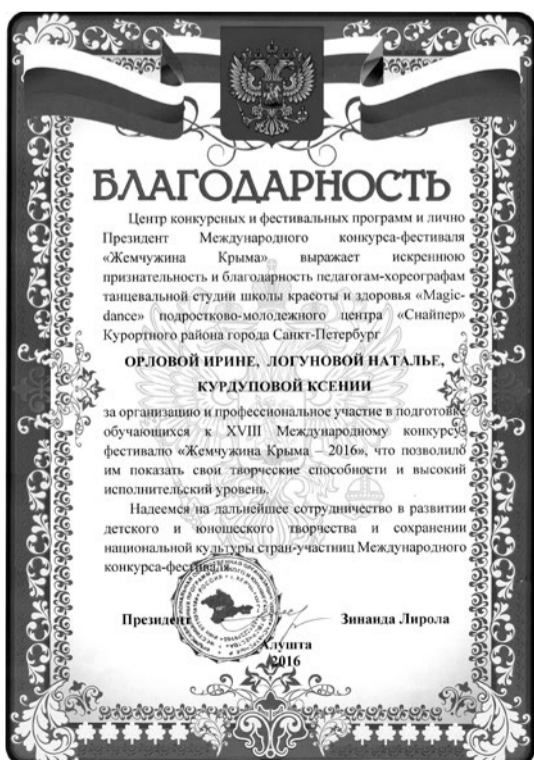 БЛАГОДАРНОСТЬ
Центр конкурсных и фестивальных программ и лично
Президент Международного конкурса-фестиваля
«Жемчужина Крыма» выражает искреннюю
признательность и благодарность педагогам-хореографам
танцевальной студии школы красоты и здоровья «Magic-
dance» подростково-молодежного центра «Снайпер»
Курортного района города Санкт-Петербург
ОРЛОВОЙ ИРИНЕ, ЛОГУНОВОЙ НАТАЛЬЕ,
КУРДУПОВОЙ КСЕНИИ
за организацию и профессиональное участие в подготовке
обучающихся к XVIII Международному конкурсу-
фестивалю «Жемчужина Крыма – 2016», что позволило
им показать свои творческие способности и высокий
исполнительский уровень.
Надеемся на дальнейшее сотрудничество в развитии
детского и юношеского творчества и сохранении
национальной культуры стран-участниц Международного
конкурса-фестиваля.
Президент Зинаида Лирола
Алушта
2016